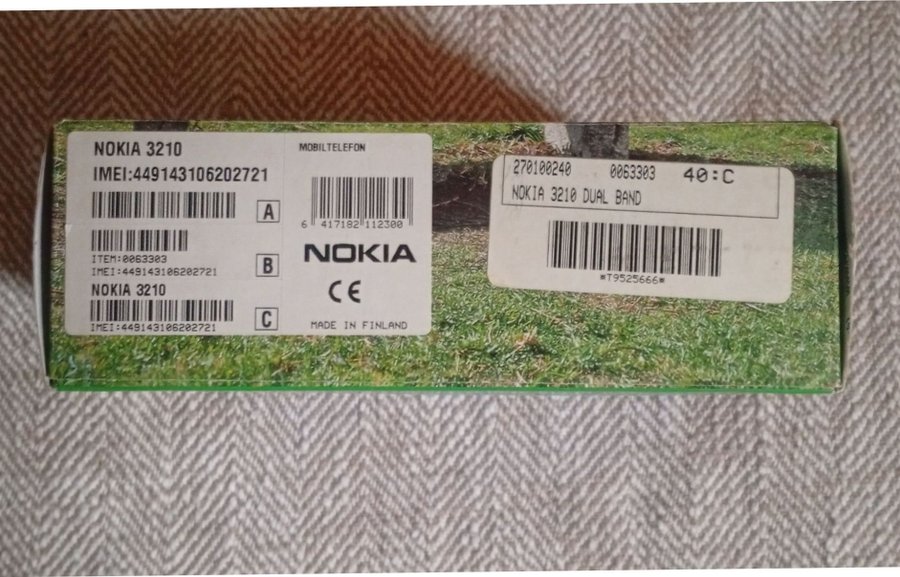 NOKIA 3210
IMEI:449143106202721
A
B
ITEM:0063303
IMEI:449143106202721
NOKIA 3210
C
IMEI:449143106202721
MOBILTELEFON
6 417182 112300
NOKIA
CE
MADE IN FINLAND
270100240 0063303 40:C
NOKIA 3210 DUAL BAND
*T9525666*